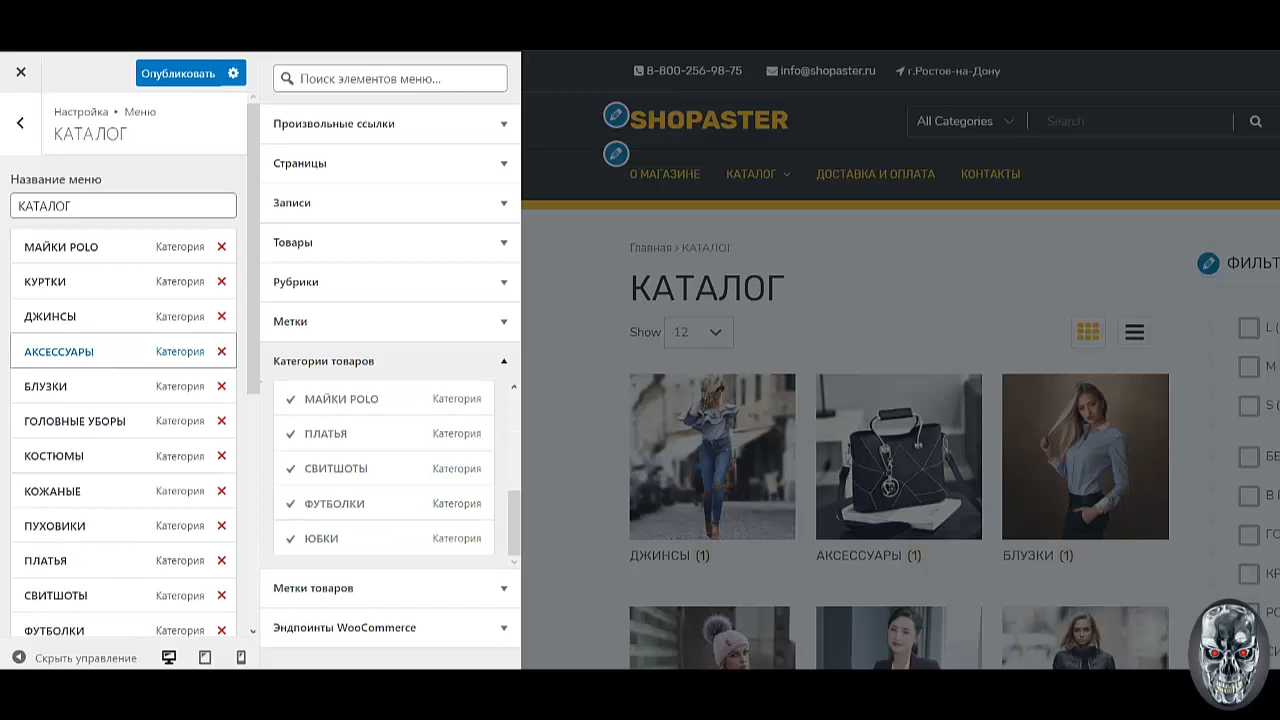 Опубликовать
Настройка ▸ Меню
КАТАЛОГ
Название меню
КАТАЛОГ
МАЙКИ POLO Категория
КУРТКИ Категория
ДЖИНСЫ Категория
АКСЕССУАРЫ Категория
БЛУЗКИ Категория
ГОЛОВНЫЕ УБОРЫ Категория
КОСТЮМЫ Категория
КОЖАНЫЕ Категория
ПУХОВИКИ Категория
ПЛАТЬЯ Категория
СВИТШОТЫ Категория
ФУТБОЛКИ Категория
Скрыть управление
Поиск элементов меню...
Произвольные ссылки
Страницы
Записи
Товары
Рубрики
Метки
Категории товаров
МАЙКИ POLO Категория
ПЛАТЬЯ Категория
СВИТШОТЫ Категория
ФУТБОЛКИ Категория
ЮБКИ Категория
Метки товаров
Эндпоинты WooCommerce
8-800-256-98-75 info@shopaster.ru г.Ростов-на-Дону
SHOPASTER
All Categories Search
О МАГАЗИНЕ КАТАЛОГ ДОСТАВКА И ОПЛАТА КОНТАКТЫ
Главная > КАТАЛОГ
КАТАЛОГ
Show 12
ДЖИНСЫ (1) АКСЕССУАРЫ (1) БЛУЗКИ (1)
ФИЛЬТ
L (
M
S (
БЕ
В
ГО